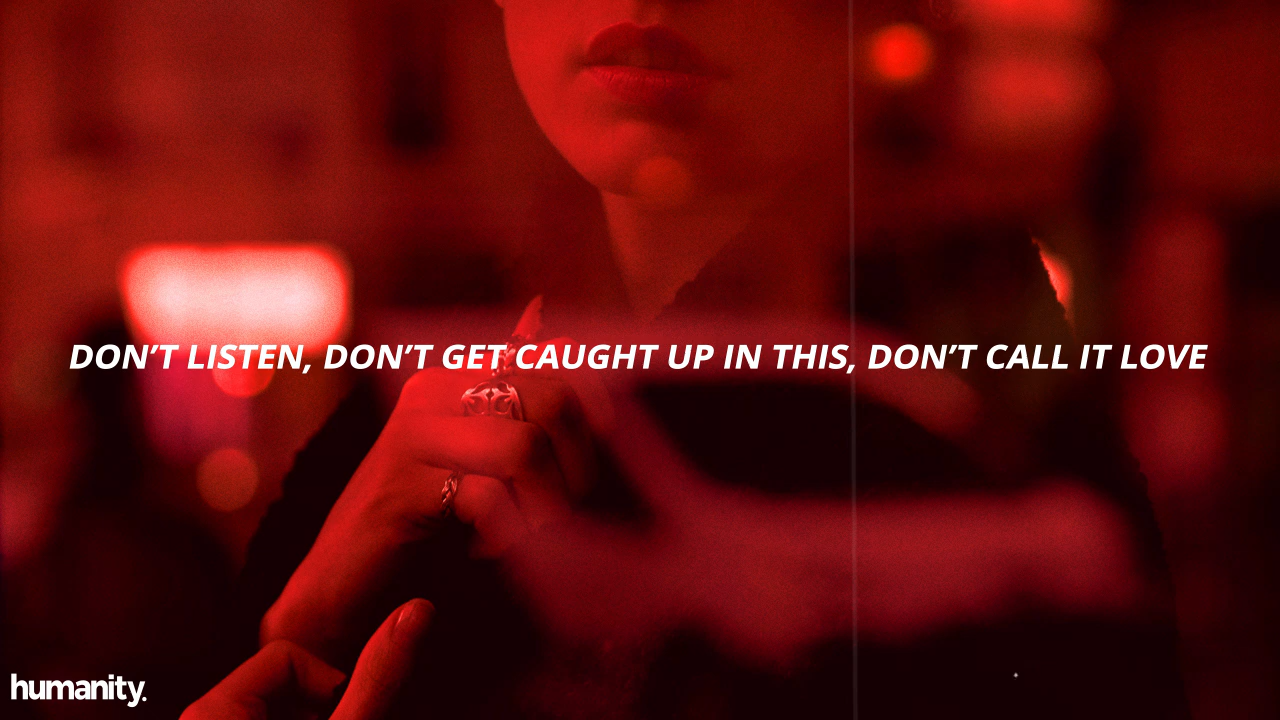 DON’T LISTEN, DON’T GET CAUGHT UP IN THIS, DON’T CALL IT LOVE
humanity.